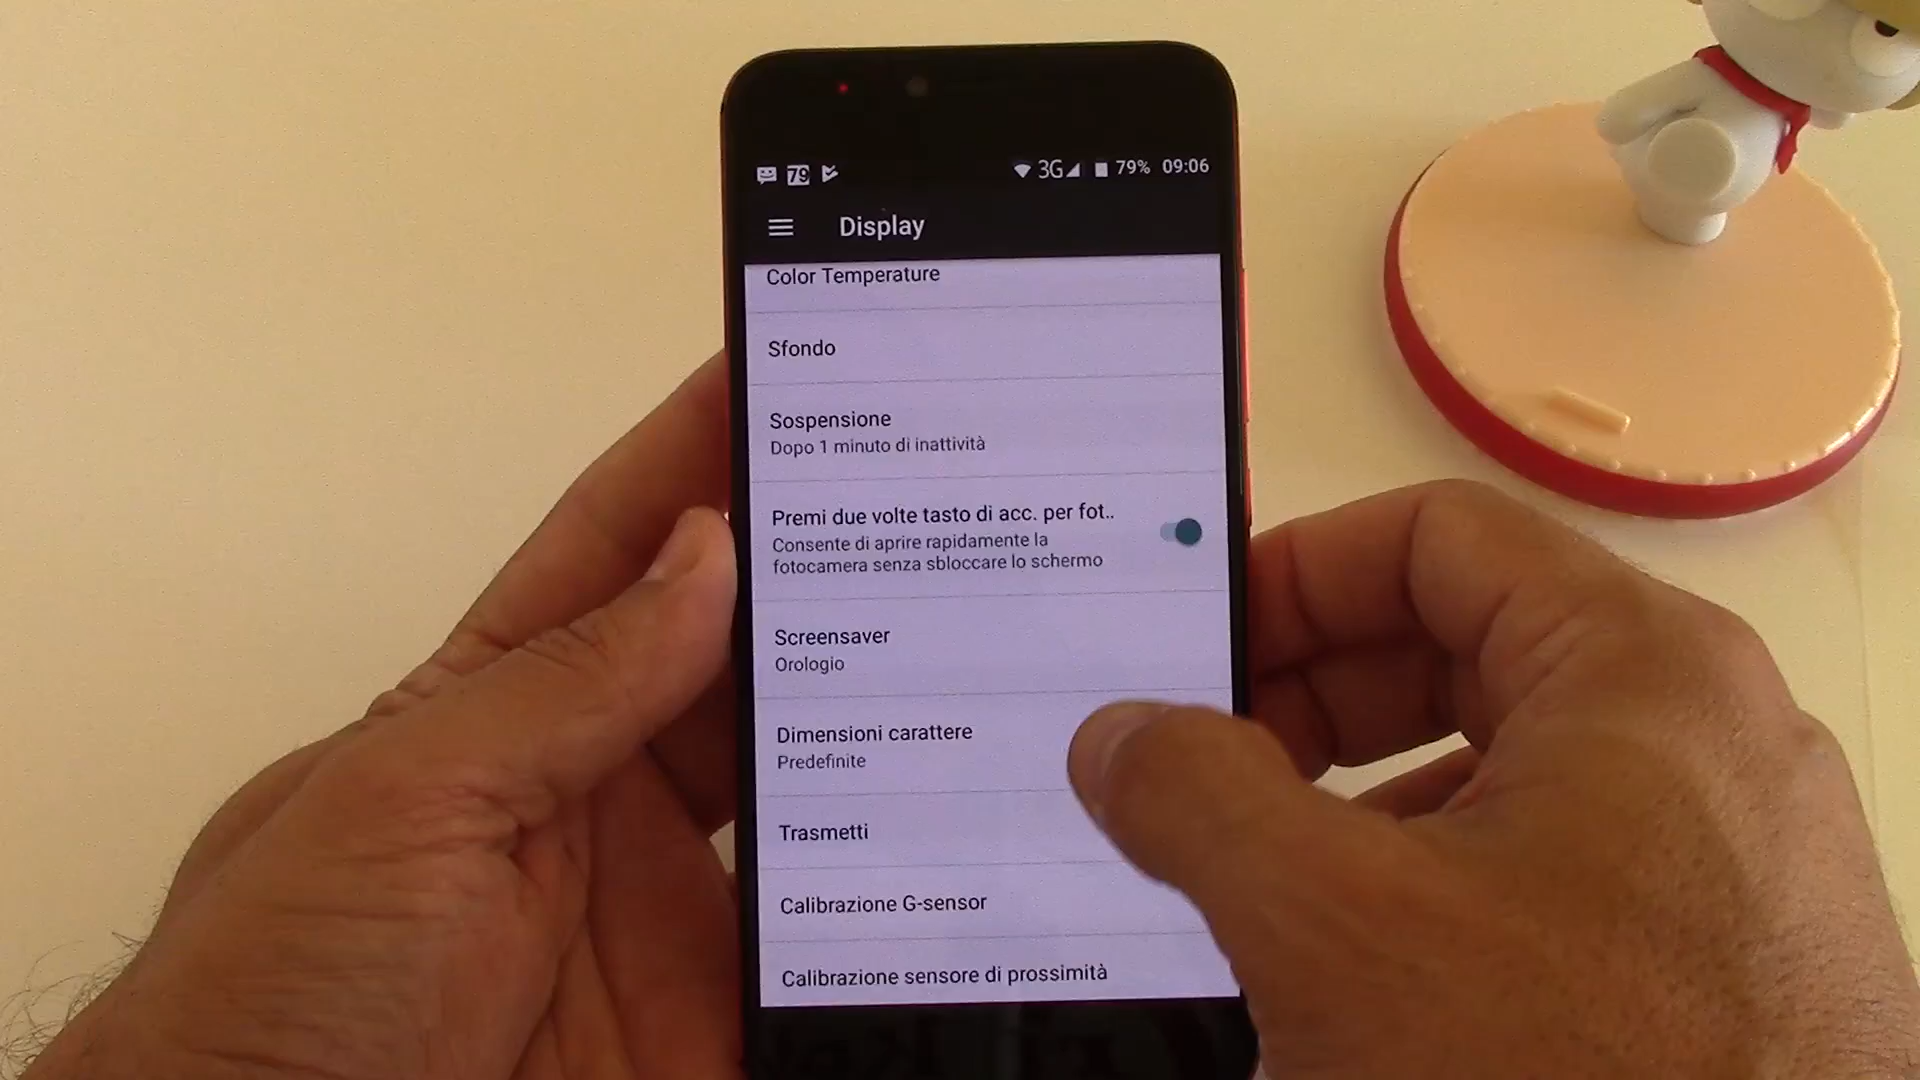 79
3G
79%
09:06
Display
Color Temperature
Sfondo
Sospensione
Dopo 1 minuto di inattività
Premi due volte tasto di acc. per fot..
Consente di aprire rapidamente la
fotocamera senza sbloccare lo schermo
Screensaver
Orologio
Dimensioni carattere
Predefinite
Trasmetti
Calibrazione G-sensor
Calibrazione sensore di prossimità